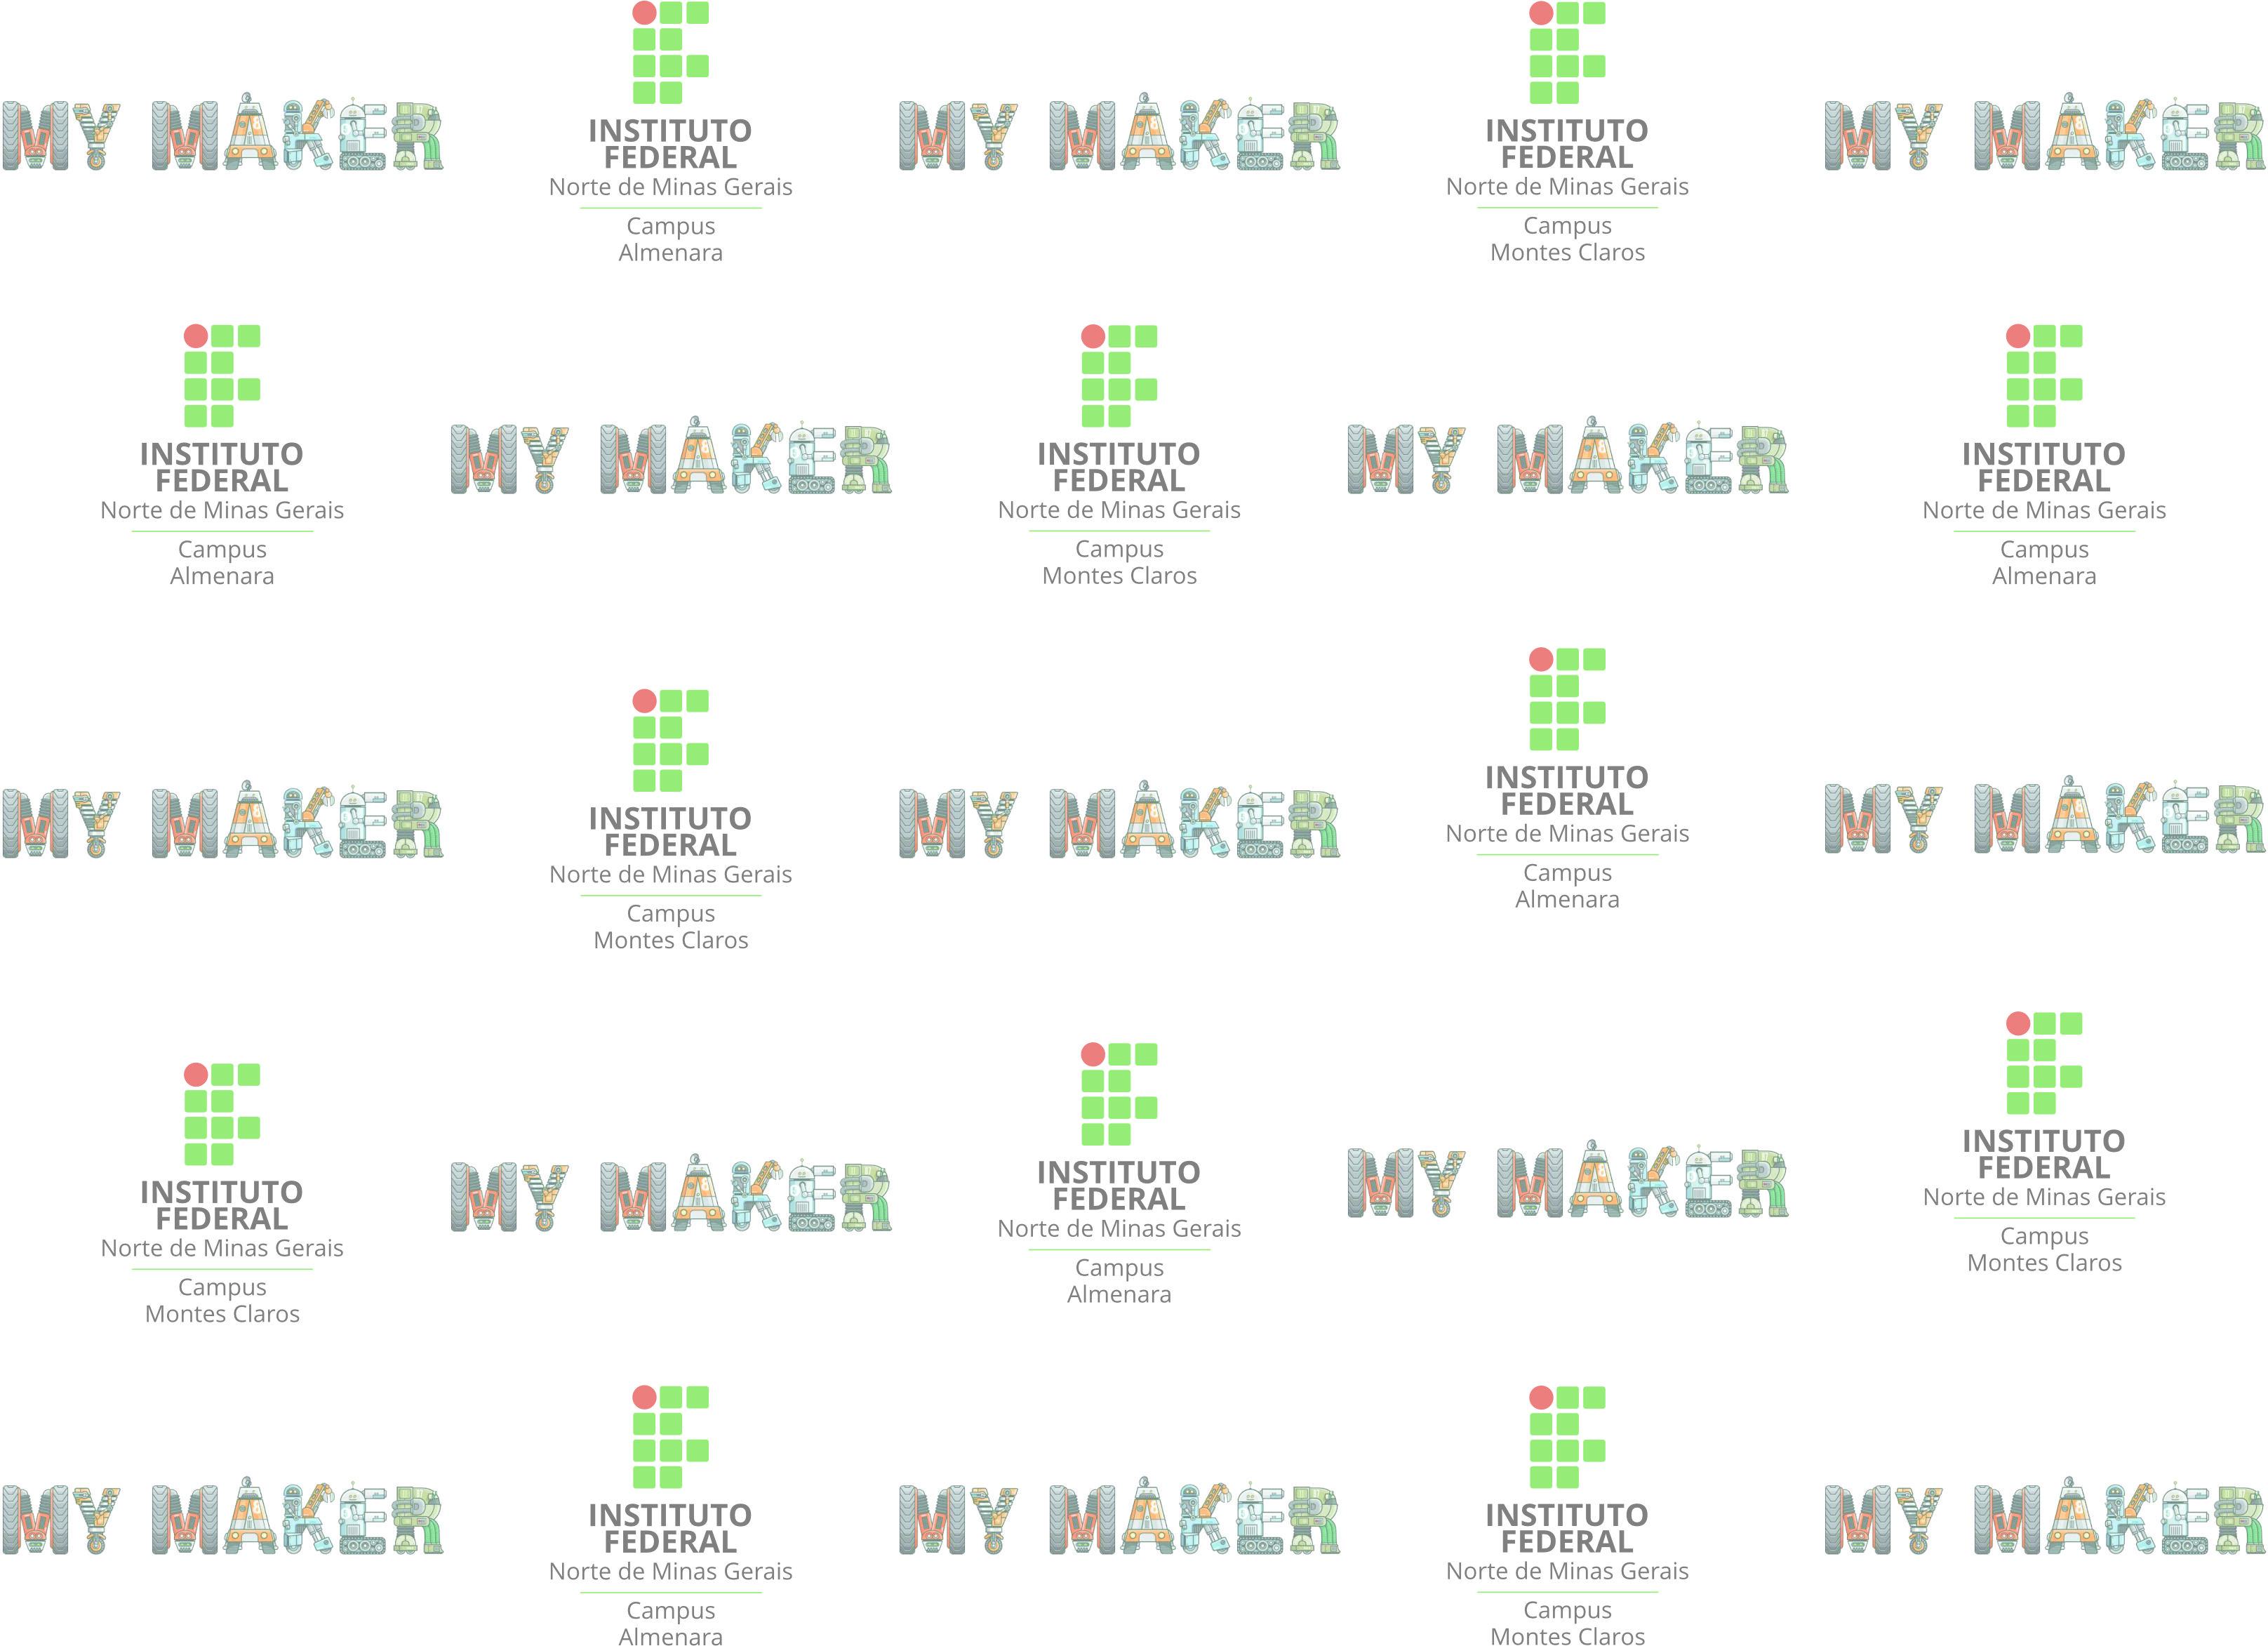 MY MAKER
INSTITUTO
FEDERAL
Norte de Minas Gerais
Campus
Almenara
MY MAKER
INSTITUTO
FEDERAL
Norte de Minas Gerais
Campus
Montes Claros
MY MAKER
INSTITUTO
FEDERAL
Norte de Minas Gerais
Campus
Almenara
MY MAKER
INSTITUTO
FEDERAL
Norte de Minas Gerais
Campus
Montes Claros
MY MAKER
INSTITUTO
FEDERAL
Norte de Minas Gerais
Campus
Almenara
MY MAKER
INSTITUTO
FEDERAL
Norte de Minas Gerais
Campus
Montes Claros
MY MAKER
INSTITUTO
FEDERAL
Norte de Minas Gerais
Campus
Almenara
MY MAKER
INSTITUTO
FEDERAL
Norte de Minas Gerais
Campus
Montes Claros
MY MAKER
INSTITUTO
FEDERAL
Norte de Minas Gerais
Campus
Almenara
MY MAKER
INSTITUTO
FEDERAL
Norte de Minas Gerais
Campus
Montes Claros
MY MAKER
INSTITUTO
FEDERAL
Norte de Minas Gerais
Campus
Almenara
MY MAKER
INSTITUTO
FEDERAL
Norte de Minas Gerais
Campus
Montes Claros
MY MAKER